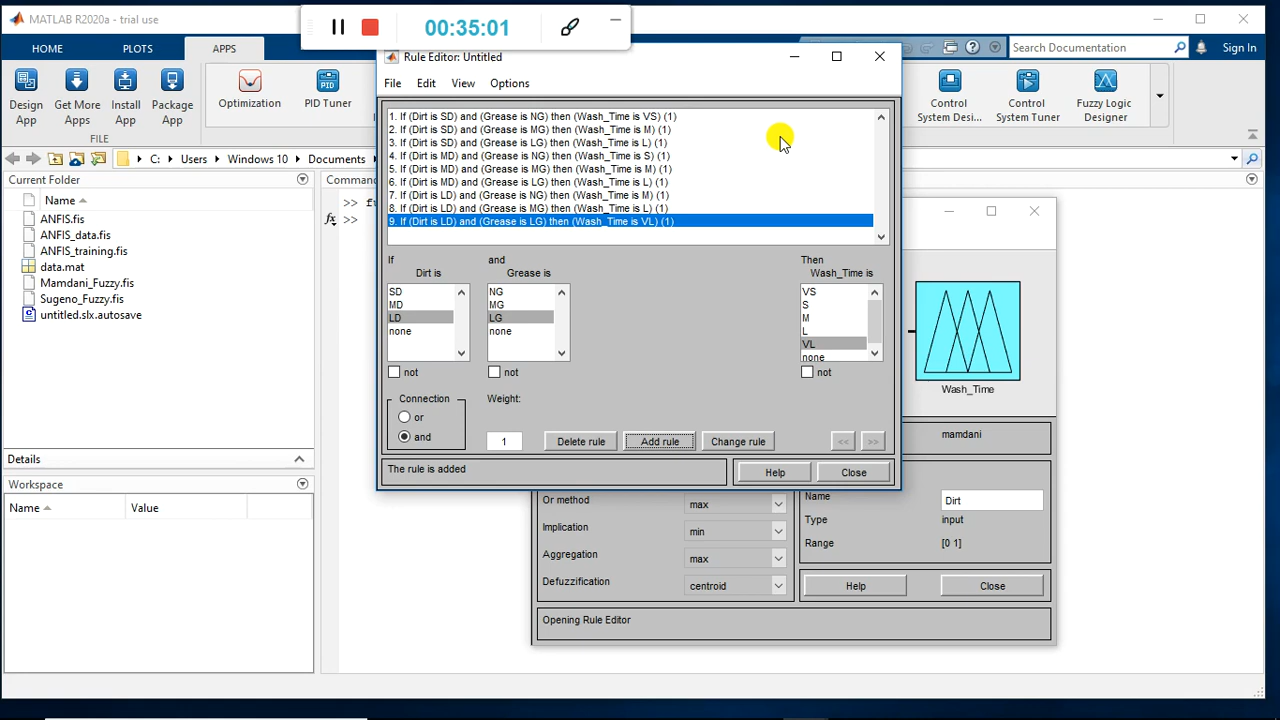 MATLAB R2020a - trial use
00:35:01
HOME
PLOTS
APPS
Search Documentation
Sign In
Design App
Get More Apps
Install App
Package App
FILE
Optimization
PID Tuner
Control System Desi...
Control System Tuner
Fuzzy Logic Designer
C:
Users
Windows 10
Documents
Current Folder
Name
ANFIS.fis
ANFIS_data.fis
ANFIS_training.fis
data.mat
Mamdani_Fuzzy.fis
Sugeno_Fuzzy.fis
untitled.slx.autosave
Details
Workspace
Name
Value
>>
fx >>
Rule Editor: Untitled
File
Edit
View
Options
1. If (Dirt is SD) and (Grease is NG) then (Wash_Time is VS) (1)
2. If (Dirt is SD) and (Grease is MG) then (Wash_Time is M) (1)
3. If (Dirt is SD) and (Grease is LG) then (Wash_Time is L) (1)
4. If (Dirt is MD) and (Grease is NG) then (Wash_Time is S) (1)
5. If (Dirt is MD) and (Grease is MG) then (Wash_Time is M) (1)
6. If (Dirt is MD) and (Grease is LG) then (Wash_Time is L) (1)
7. If (Dirt is LD) and (Grease is NG) then (Wash_Time is M) (1)
8. If (Dirt is LD) and (Grease is MG) then (Wash_Time is L) (1)
9. If (Dirt is LD) and (Grease is LG) then (Wash_Time is VL) (1)
If
and
Then
Dirt is
Grease is
Wash_Time is
SD
MD
LD
none
NG
MG
LG
none
VS
S
M
L
VL
none
not
not
not
Connection
or
and
Weight:
1
Delete rule
Add rule
Change rule
<<
>>
The rule is added
Help
Close
Wash_Time
mamdani
Or method
max
Implication
min
Aggregation
max
Defuzzification
centroid
Name
Dirt
Type
input
Range
[0 1]
Help
Close
Opening Rule Editor